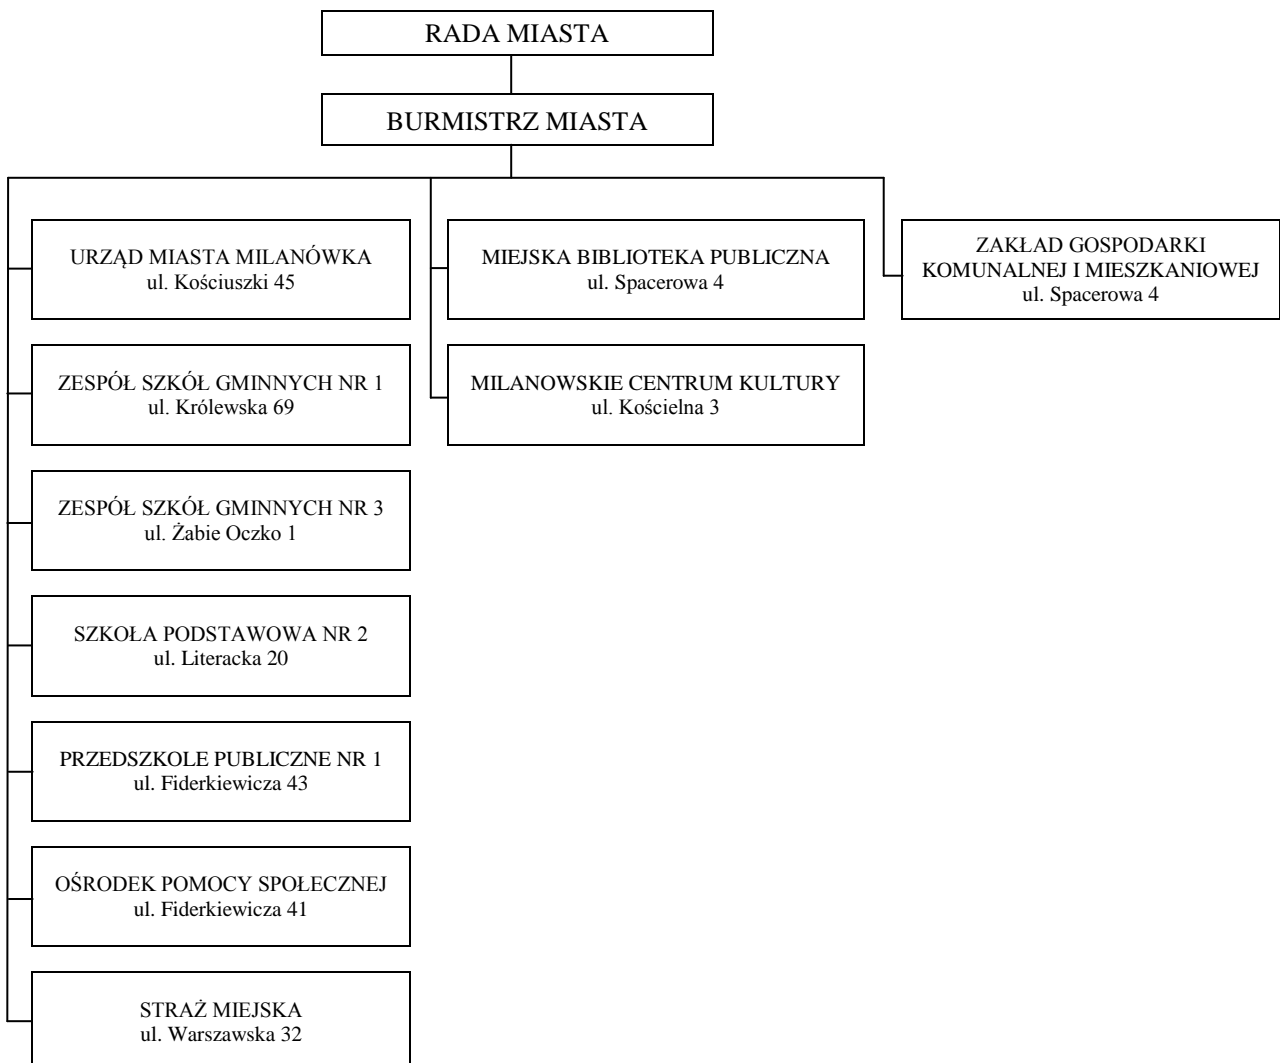 RADA MIASTA
BURMISTRZ MIASTA
URZĄD MIASTA MILANÓWKA
ul. Kościuszki 45
ZESPÓŁ SZKÓŁ GMINNYCH NR 1
ul. Królewska 69
ZESPÓŁ SZKÓŁ GMINNYCH NR 3
ul. Żabie Oczko 1
SZKOŁA PODSTAWOWA NR 2
ul. Literacka 20
PRZEDSZKOLE PUBLICZNE NR 1
ul. Fiderkiewicza 43
OŚRODEK POMOCY SPOŁECZNEJ
ul. Fiderkiewicza 41
STRAŻ MIEJSKA
ul. Warszawska 32
MIEJSKA BIBLIOTEKA PUBLICZNA
ul. Spacerowa 4
MILANOWSKIE CENTRUM KULTURY
ul. Kościelna 3
ZAKŁAD GOSPODARKI
KOMUNALNEJ I MIESZKANIOWEJ
ul. Spacerowa 4